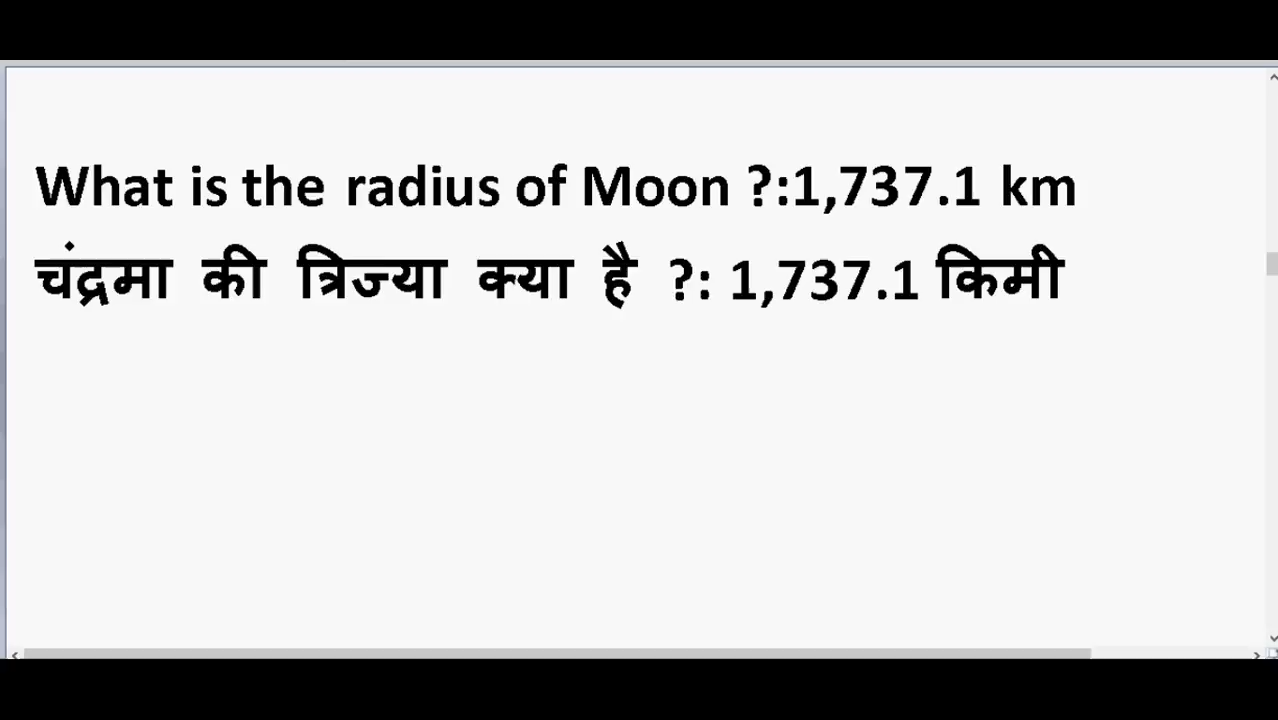 What is the radius of Moon ?:1,737.1 km
चंद्रमा की त्रिज्या क्या है ?: 1,737.1 किमी